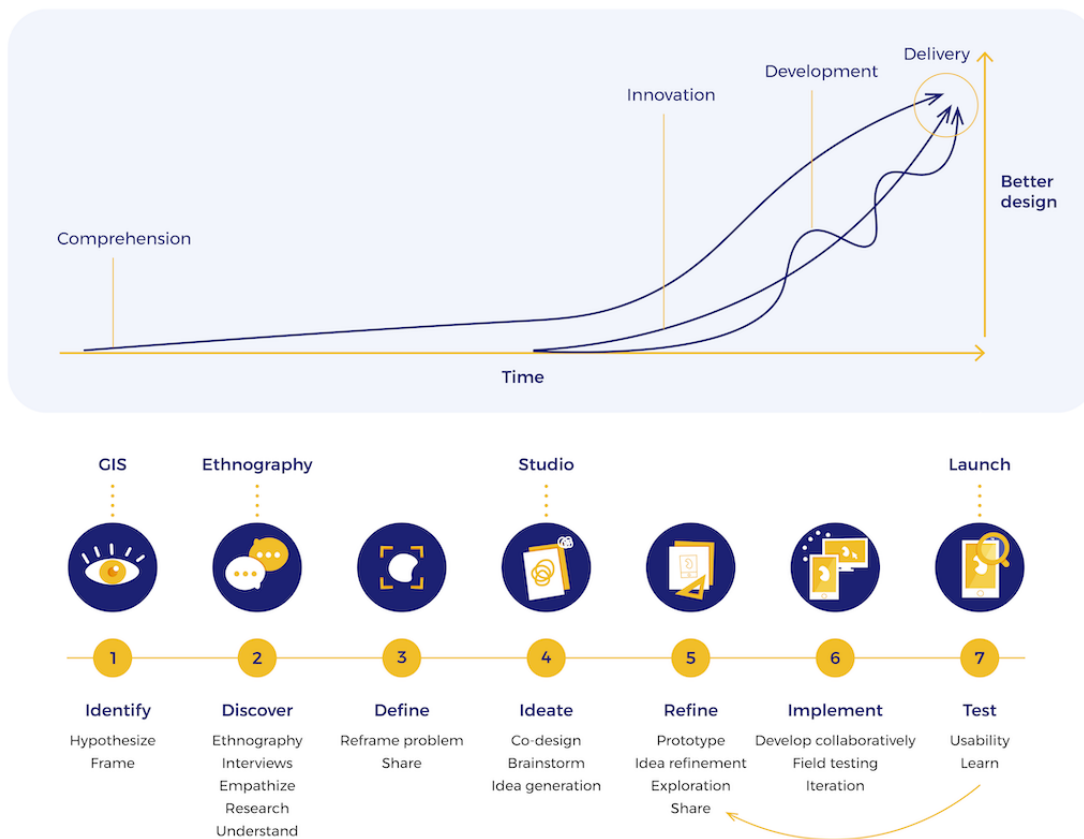 Delivery
Development
Innovation
Better
design
Comprehension
Time
GIS
Ethnography
Studio
Launch
1
2
3
4
5
6
7
Identify
Hypothesize
Frame
Discover
Ethnography
Interviews
Empathize
Research
Understand
Define
Reframe problem
Share
Ideate
Co-design
Brainstorm
Idea generation
Refine
Prototype
Idea refinement
Exploration
Share
Implement
Develop collaboratively
Field testing
Iteration
Test
Usability
Learn